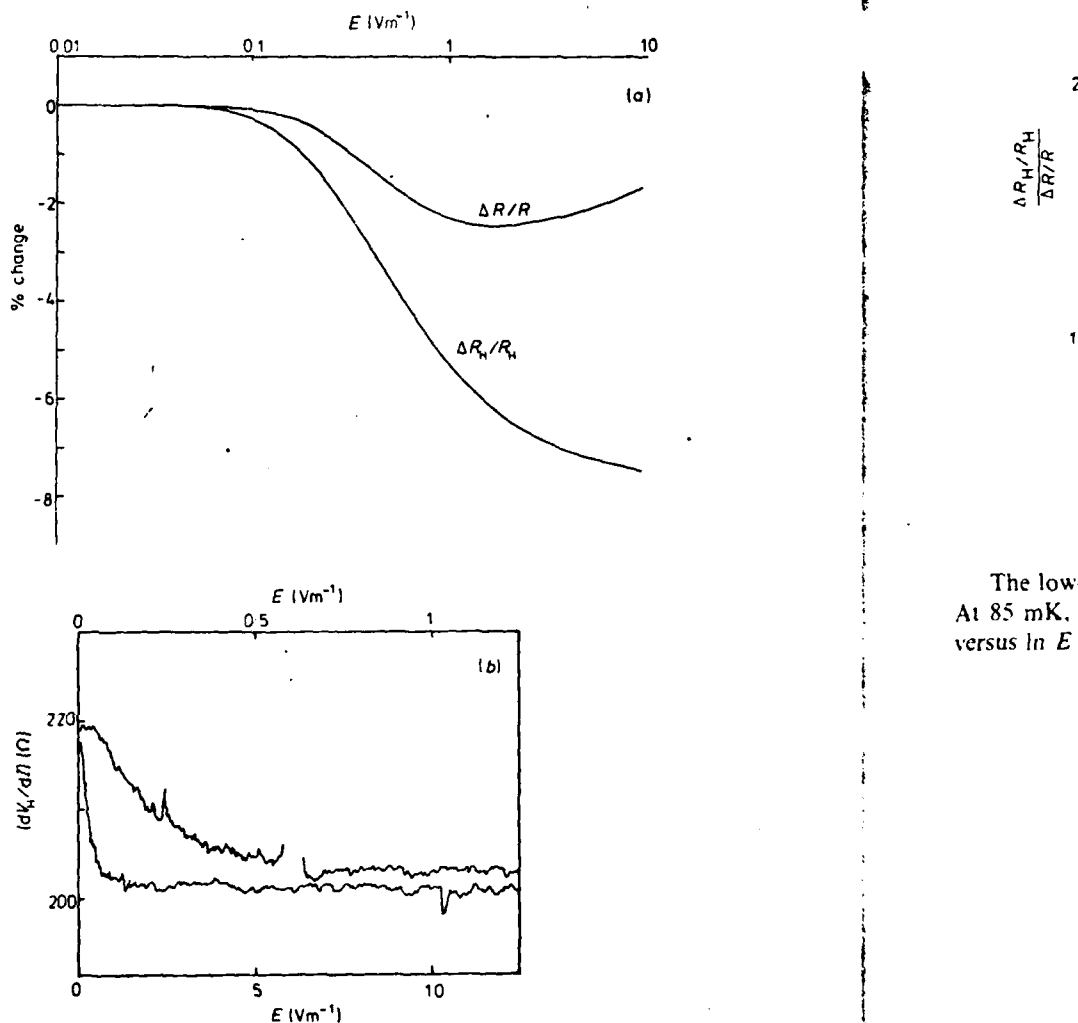 E (Vm⁻¹)
0.01 0.1 1 10
(a)
0
-2
-4
-6
-8
% change
ΔR/R
ΔR_H/R_H
E (Vm⁻¹)
0 0·5 1
(b)
220
200
(dV_H/dI) (Ω)
0 5 10
E (Vm⁻¹)
2
ΔR_H/R_H
ΔR/R
1
The low
At 85 mK,
versus ln E